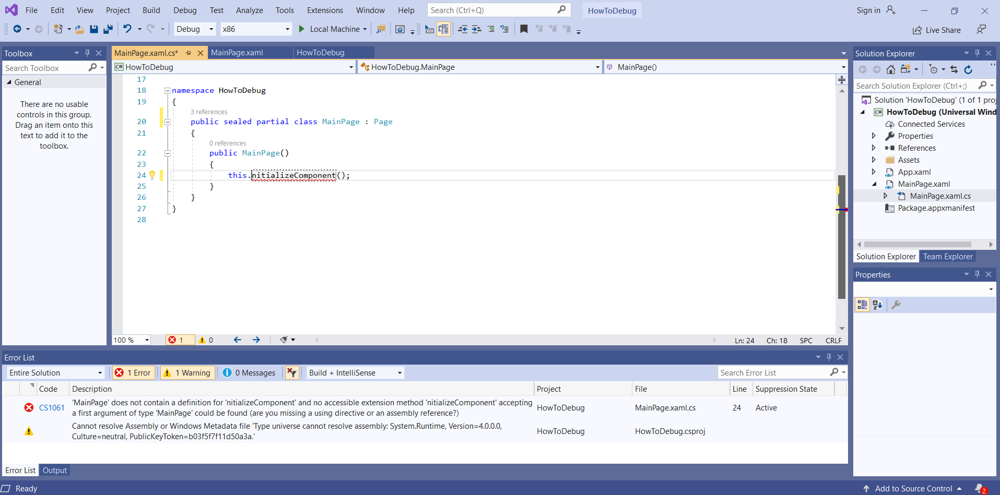 File Edit View Project Build Debug Test Analyze Tools Extensions Window Help Search (Ctrl+Q) HowToDebug Sign in
Debug x86 Local Machine Live Share
Toolbox
Search Toolbox
General
There are no usable
controls in this group.
Drag an item onto this
text to add it to the
toolbox.
MainPage.xaml.cs* MainPage.xaml HowToDebug
C# HowToDebug HowToDebug.MainPage MainPage()
17
18 namespace HowToDebug
19 {
3 references
20 public sealed partial class MainPage : Page
21 {
0 references
22 public MainPage()
23 {
24 this.nitializeComponent();
25 }
26 }
27 }
28
100 % 1 0 Ln: 24 Ch: 18 SPC CRLF
Solution Explorer
Search Solution Explorer (Ctrl+;)
Solution 'HowToDebug' (1 of 1 proj
C# HowToDebug (Universal Wind
Connected Services
Properties
References
Assets
App.xaml
MainPage.xaml
MainPage.xaml.cs
Package.appxmanifest
Solution Explorer Team Explorer
Properties
Error List
Entire Solution 1 Error 1 Warning 0 Messages Build + IntelliSense Search Error List
Code Description Project File Line Suppression State
CS1061 'MainPage' does not contain a definition for 'nitializeComponent' and no accessible extension method 'nitializeComponent' accepting
a first argument of type 'MainPage' could be found (are you missing a using directive or an assembly reference?) HowToDebug MainPage.xaml.cs 24 Active
Cannot resolve Assembly or Windows Metadata file 'Type universe cannot resolve assembly: System.Runtime, Version=4.0.0.0,
Culture=neutral, PublicKeyToken=b03f5f7f11d50a3a.' HowToDebug HowToDebug.csproj
Error List Output
Ready Add to Source Control 2